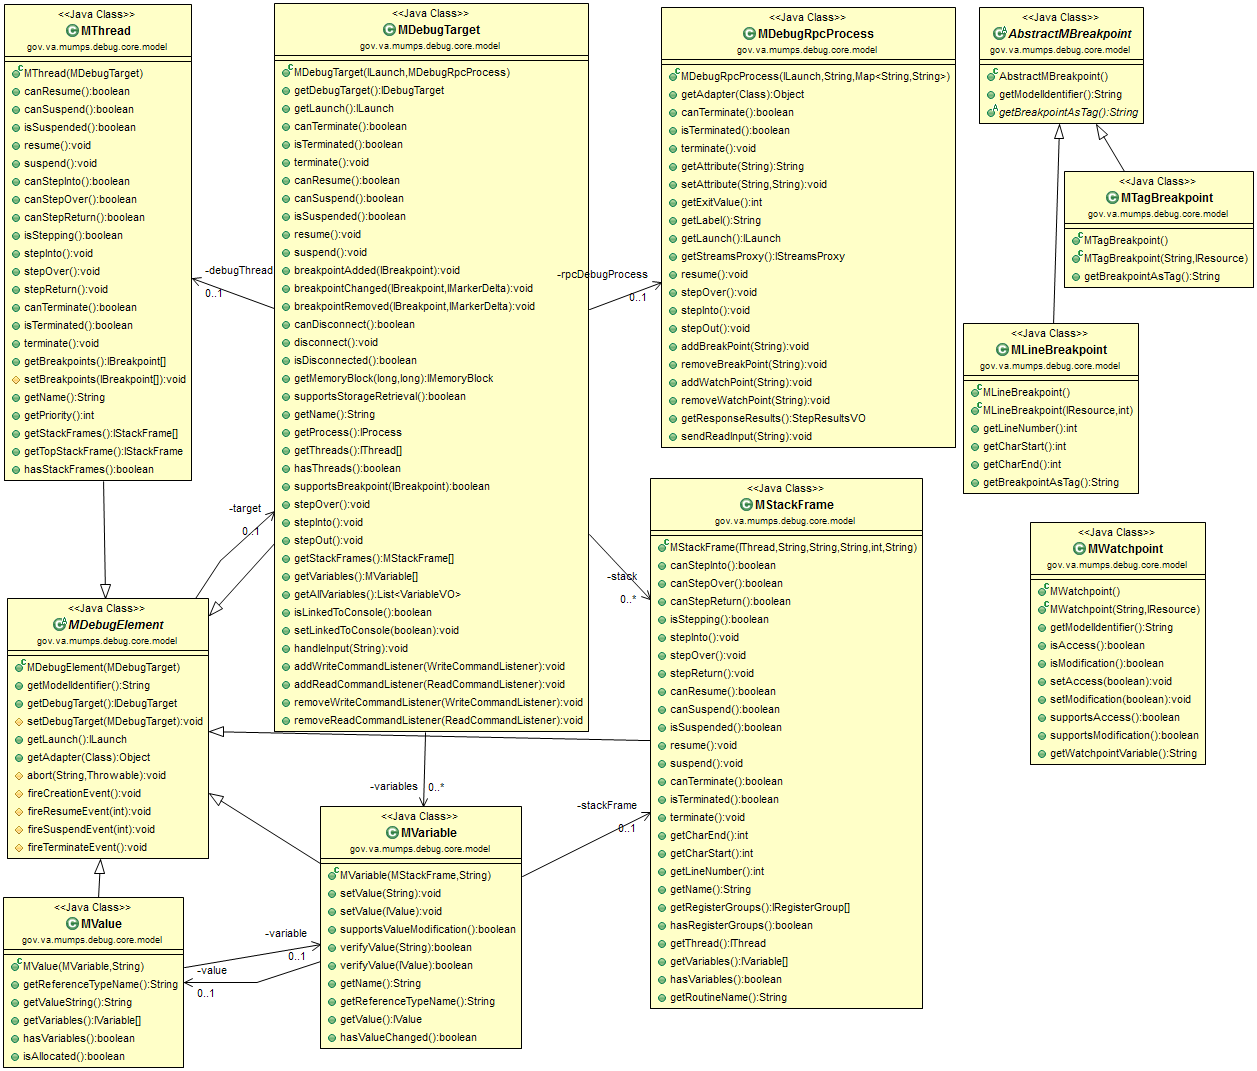 <<Java Class>>
MThread
gov.va.mumps.debug.core.model
MThread(MDebugTarget)
canResume():boolean
canSuspend():boolean
isSuspended():boolean
resume():void
suspend():void
canStepInto():boolean
canStepOver():boolean
canStepReturn():boolean
isStepping():boolean
stepInto():void
stepOver():void
stepReturn():void
canTerminate():boolean
isTerminated():boolean
terminate():void
getBreakpoints():IBreakpoint[]
setBreakpoints(IBreakpoint[]):void
getName():String
getPriority():int
getStackFrames():IStackFrame[]
getTopStackFrame():IStackFrame
hasStackFrames():boolean
<<Java Class>>
MDebugTarget
gov.va.mumps.debug.core.model
MDebugTarget(ILaunch,MDebugRpcProcess)
getDebugTarget():IDebugTarget
getLaunch():ILaunch
canTerminate():boolean
isTerminated():boolean
terminate():void
canResume():boolean
canSuspend():boolean
isSuspended():boolean
resume():void
suspend():void
breakpointAdded(IBreakpoint):void
breakpointChanged(IBreakpoint,IMarkerDelta):void
breakpointRemoved(IBreakpoint,IMarkerDelta):void
canDisconnect():boolean
disconnect():void
isDisconnected():boolean
getMemoryBlock(long,long):IMemoryBlock
supportsStorageRetrieval():boolean
getName():String
getProcess():IProcess
getThreads():IThread[]
hasThreads():boolean
supportsBreakpoint(IBreakpoint):boolean
stepOver():void
stepInto():void
stepOut():void
getStackFrames():MStackFrame[]
getVariables():MVariable[]
getAllVariables():List<VariableVO>
isLinkedToConsole():boolean
setLinkedToConsole(boolean):void
handleInput(String):void
addWriteCommandListener(WriteCommandListener):void
addReadCommandListener(ReadCommandListener):void
removeWriteCommandListener(WriteCommandListener):void
removeReadCommandListener(ReadCommandListener):void
<<Java Class>>
MDebugRpcProcess
gov.va.mumps.debug.core.model
MDebugRpcProcess(ILaunch,String,Map<String,String>)
getAdapter(Class):Object
canTerminate():boolean
isTerminated():boolean
terminate():void
getAttribute(String):String
setAttribute(String,String):void
getExitValue():int
getLabel():String
getLaunch():ILaunch
getStreamsProxy():IStreamsProxy
resume():void
stepOver():void
stepInto():void
stepOut():void
addBreakPoint(String):void
removeBreakPoint(String):void
addWatchPoint(String):void
removeWatchPoint(String):void
getResponseResults():StepResultsVO
sendReadInput(String):void
<<Java Class>>
AbstractMBreakpoint
gov.va.mumps.debug.core.model
AbstractMBreakpoint()
getModelIdentifier():String
getBreakpointAsTag():String
<<Java Class>>
MTagBreakpoint
gov.va.mumps.debug.core.model
MTagBreakpoint()
MTagBreakpoint(String,IResource)
getBreakpointAsTag():String
<<Java Class>>
MLineBreakpoint
gov.va.mumps.debug.core.model
MLineBreakpoint()
MLineBreakpoint(IResource,int)
getLineNumber():int
getCharStart():int
getCharEnd():int
getBreakpointAsTag():String
-debugThread
0..1
-rpcDebugProcess
0..1
-target
0..1
-stack
0..*
<<Java Class>>
MStackFrame
gov.va.mumps.debug.core.model
MStackFrame(IThread,String,String,String,int,String)
canStepInto():boolean
canStepOver():boolean
canStepReturn():boolean
isStepping():boolean
stepInto():void
stepOver():void
stepReturn():void
canResume():boolean
canSuspend():boolean
isSuspended():boolean
resume():void
suspend():void
canTerminate():boolean
isTerminated():boolean
terminate():void
getCharEnd():int
getCharStart():int
getLineNumber():int
getName():String
getRegisterGroups():IRegisterGroup[]
hasRegisterGroups():boolean
getThread():IThread
getVariables():IVariable[]
hasVariables():boolean
getRoutineName():String
<<Java Class>>
MWatchpoint
gov.va.mumps.debug.core.model
MWatchpoint()
MWatchpoint(String,IResource)
getModelIdentifier():String
isAccess():boolean
isModification():boolean
setAccess(boolean):void
setModification(boolean):void
supportsAccess():boolean
supportsModification():boolean
getWatchpointVariable():String
<<Java Class>>
MDebugElement
gov.va.mumps.debug.core.model
MDebugElement(MDebugTarget)
getModelIdentifier():String
getDebugTarget():IDebugTarget
setDebugTarget(MDebugTarget):void
getLaunch():ILaunch
getAdapter(Class):Object
abort(String,Throwable):void
fireCreationEvent():void
fireResumeEvent(int):void
fireSuspendEvent(int):void
fireTerminateEvent():void
-variables
0..*
-stackFrame
0..1
<<Java Class>>
MVariable
gov.va.mumps.debug.core.model
MVariable(MStackFrame,String)
setValue(String):void
setValue(IValue):void
supportsValueModification():boolean
verifyValue(String):boolean
verifyValue(IValue):boolean
getName():String
getReferenceTypeName():String
getValue():IValue
hasValueChanged():boolean
<<Java Class>>
MValue
gov.va.mumps.debug.core.model
MValue(MVariable,String)
getReferenceTypeName():String
getValueString():String
getVariables():IVariable[]
hasVariables():boolean
isAllocated():boolean
-variable
0..1
-value
0..1